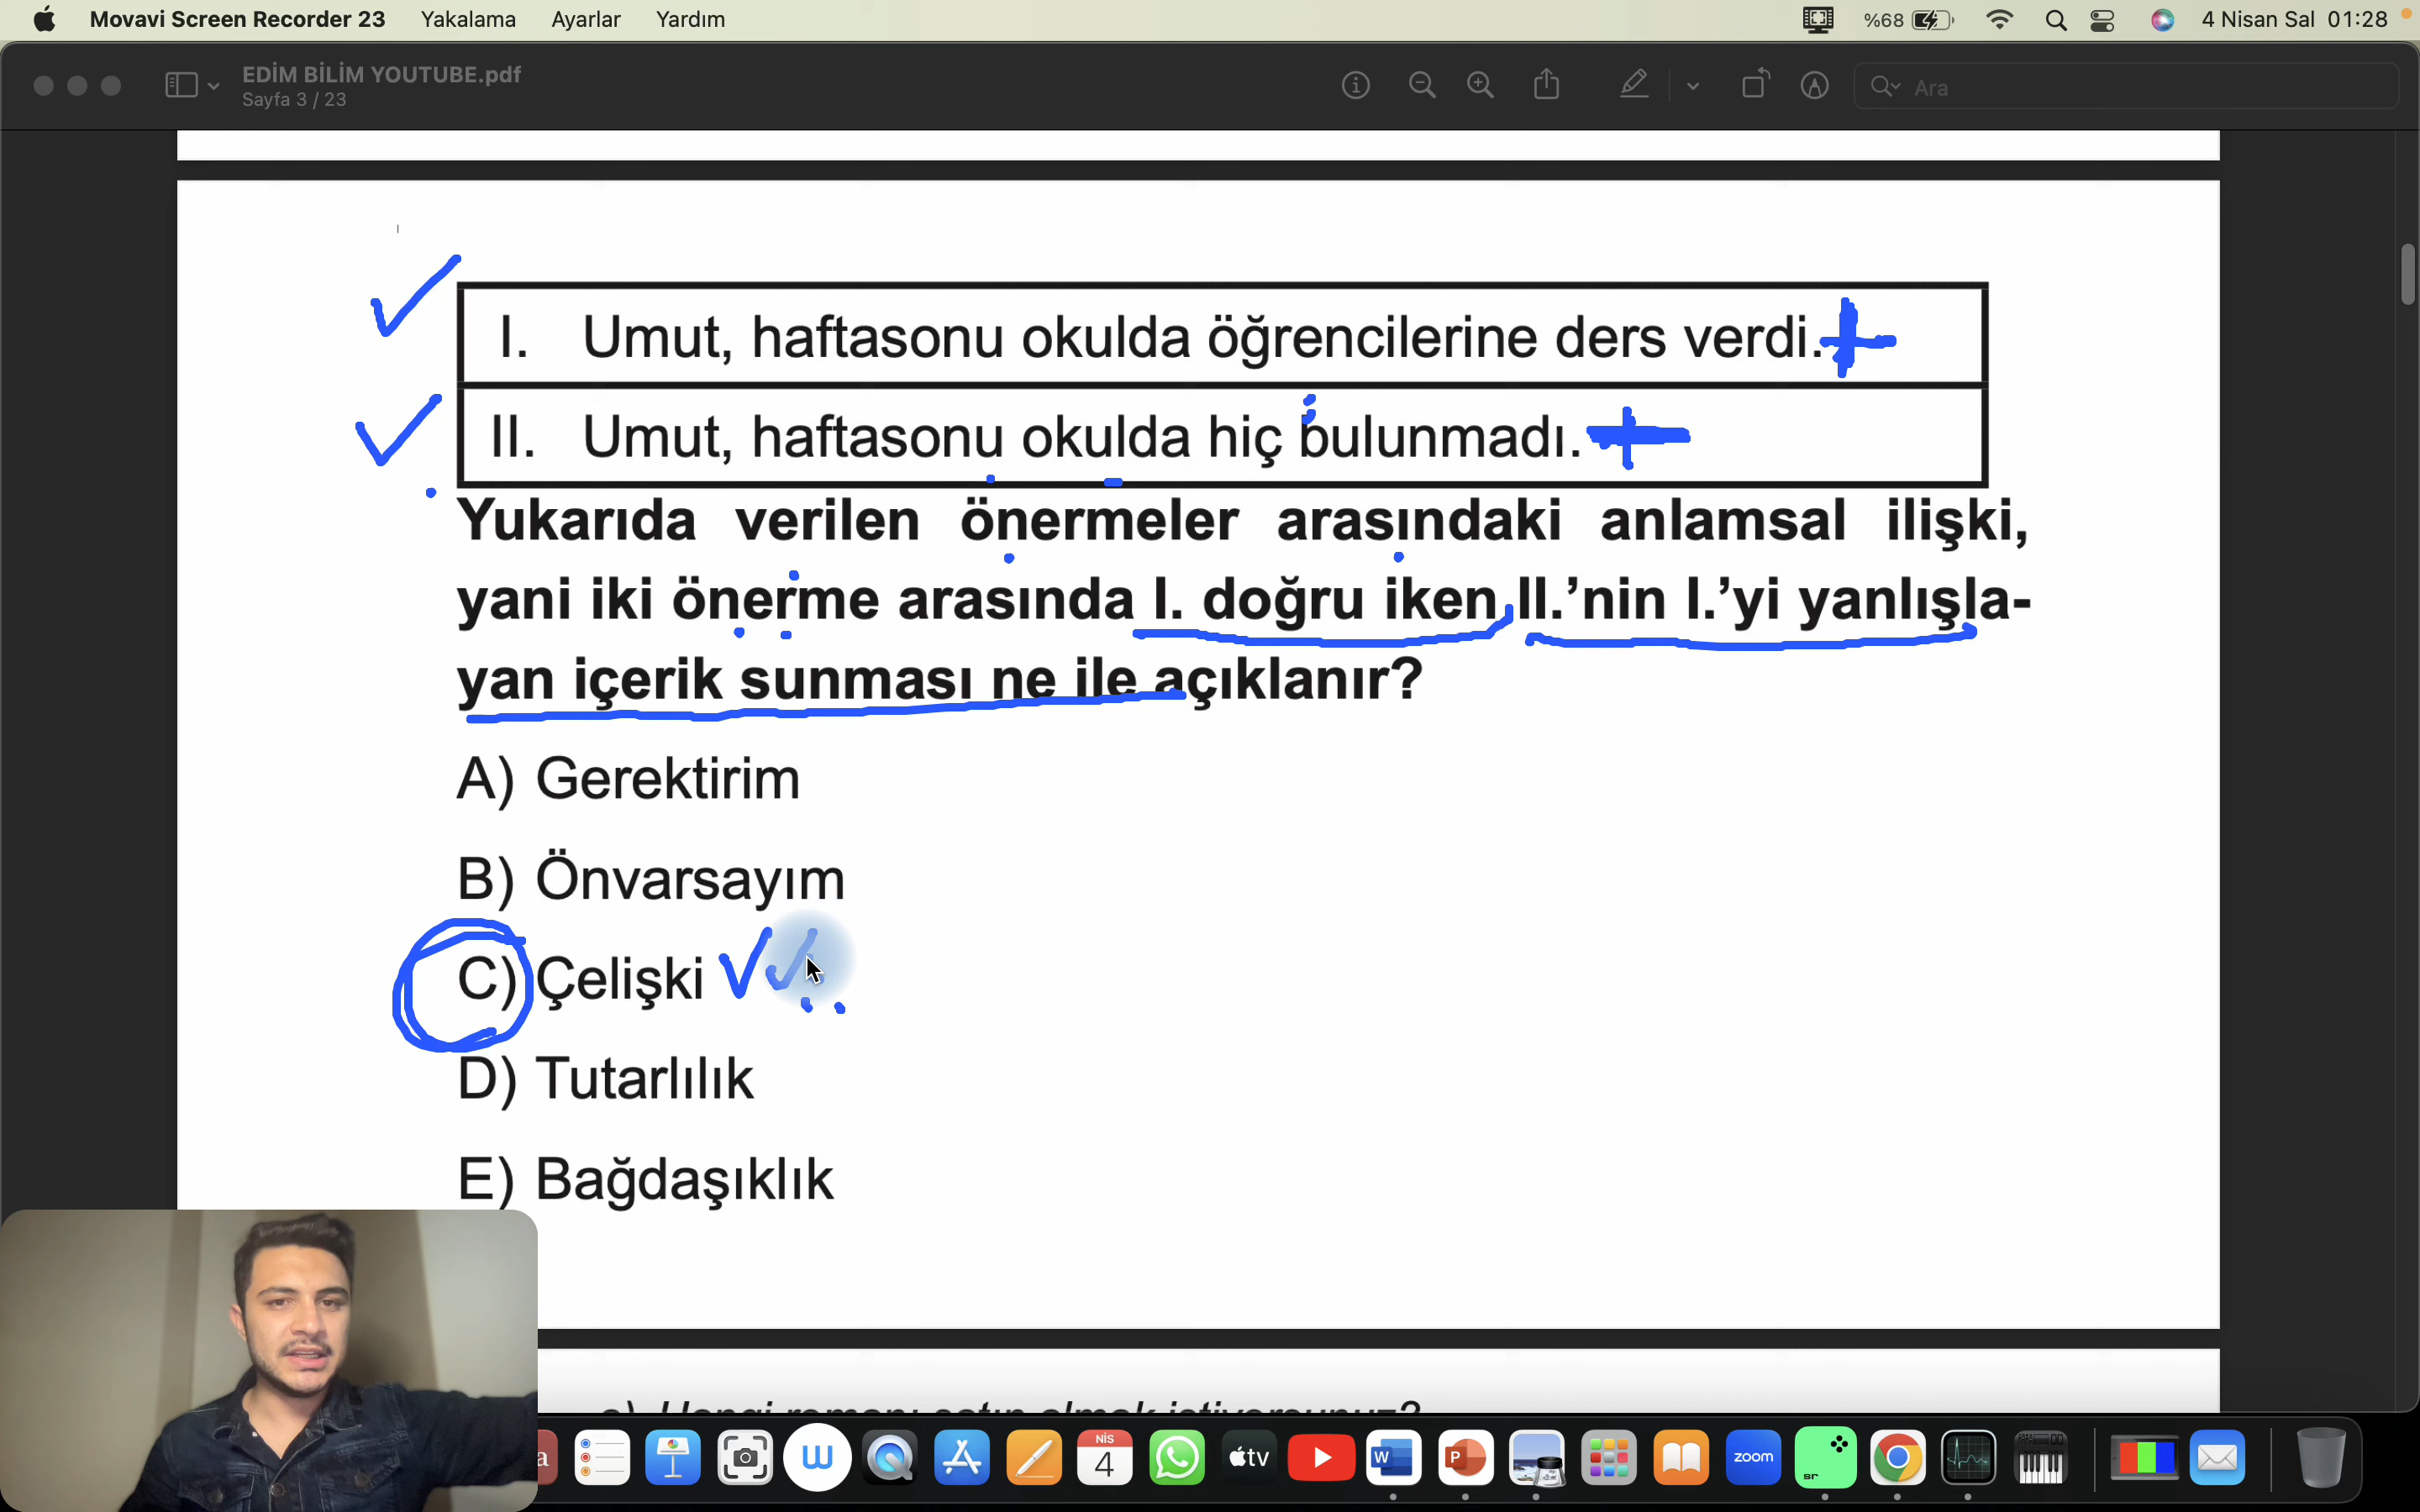 Movavi Screen Recorder 23 Yakalama Ayarlar Yardım %68 4 Nisan Sal 01:28
EDİM BİLİM YOUTUBE.pdf
Sayfa 3 / 23
Ara
I. Umut, haftasonu okulda öğrencilerine ders verdi.
II. Umut, haftasonu okulda hiç bulunmadı.
Yukarıda verilen önermeler arasındaki anlamsal ilişki,
yani iki önerme arasında I. doğru iken II.’nin I.’yi yanlışla-
yan içerik sunması ne ile açıklanır?
A) Gerektirim
B) Önvarsayım
C) Çelişki
D) Tutarlılık
E) Bağdaşıklık
a
NİS
4
tv
W
P
zoom
sr